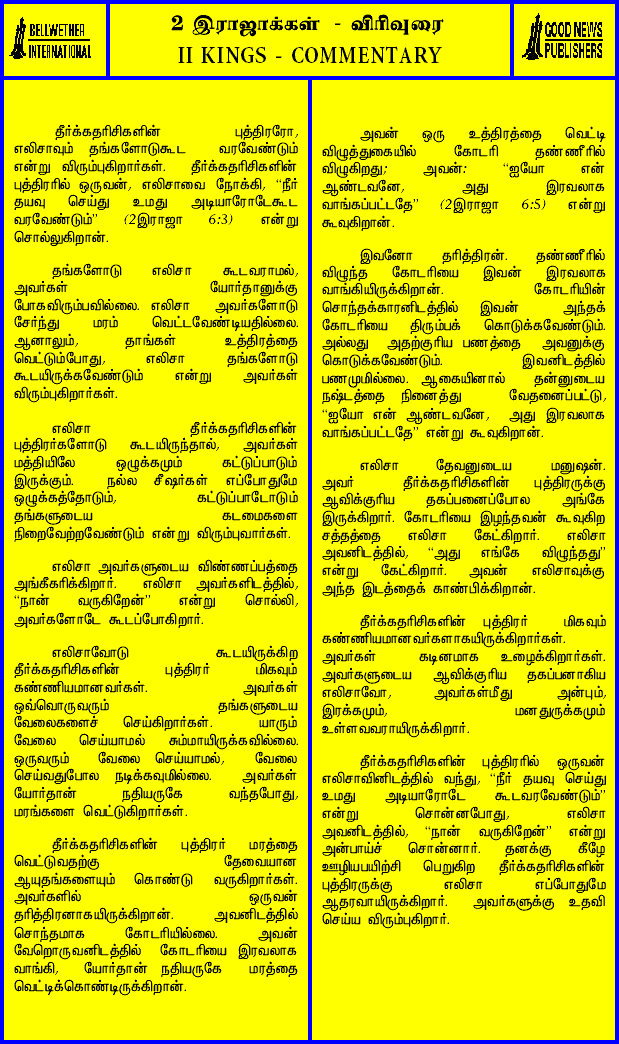 BELLWETHER
INTERNATIONAL
2 இராஜாக்கள் - விரிவுரை
II KINGS - COMMENTARY
GOOD NEWS
PUBLISHERS
தீர்க்கதரிசிகளின் புத்திரரோ,
எலிசாவும் தங்களோடுகூட வரவேண்டும்
என்று விரும்புகிறார்கள். தீர்க்கதரிசிகளின்
புத்திரரில் ஒருவன், எலிசாவை நோக்கி, “நீர்
தயவு செய்து உமது அடியாரோடேகூட
வரவேண்டும்” (2இராஜா 6:3) என்று
சொல்லுகிறான்.
தங்களோடு எலிசா கூடவராமல்,
அவர்கள் யோர்தானுக்கு
போகவிரும்பவில்லை. எலிசா அவர்களோடு
சேர்ந்து மரம் வெட்டவேண்டியதில்லை.
ஆனாலும், தாங்கள் உத்திரத்தை
வெட்டும்போது, எலிசா தங்களோடு
கூடயிருக்கவேண்டும் என்று அவர்கள்
விரும்புகிறார்கள்.
எலிசா தீர்க்கதரிசிகளின்
புத்திரர்களோடு கூடயிருந்தால், அவர்கள்
மத்தியிலே ஒழுக்கமும் கட்டுப்பாடும்
இருக்கும். நல்ல சீஷர்கள் எப்போதுமே
ஒழுக்கத்தோடும், கட்டுப்பாடோடும்
தங்களுடைய கடமைகளை
நிறைவேற்றவேண்டும் என்று விரும்புவார்கள்.
எலிசா அவர்களுடைய விண்ணப்பத்தை
அங்கீகரிக்கிறார். எலிசா அவர்களிடத்தில்,
“நான் வருகிறேன்” என்று சொல்லி,
அவர்களோடே கூடப்போகிறார்.
எலிசாவோடு கூடயிருக்கிற
தீர்க்கதரிசிகளின் புத்திரர் மிகவும்
கண்ணியமானவர்கள். அவர்கள்
ஒவ்வொருவரும் தங்களுடைய
வேலைகளைச் செய்கிறார்கள். யாரும்
வேலை செய்யாமல் சும்மாயிருக்கவில்லை.
ஒருவரும் வேலை செய்யாமல், வேலை
செய்வதுபோல நடிக்கவுமில்லை. அவர்கள்
யோர்தான் நதியருகே வந்தபோது,
மரங்களை வெட்டுகிறார்கள்.
தீர்க்கதரிசிகளின் புத்திரர் மரத்தை
வெட்டுவதற்கு தேவையான
ஆயுதங்களையும் கொண்டு வருகிறார்கள்.
அவர்களில் ஒருவன்
தரித்திரனாகயிருக்கிறான். அவனிடத்தில்
சொந்தமாக கோடரியில்லை. அவன்
வேறொருவனிடத்தில் கோடரியை இரவலாக
வாங்கி, யோர்தான் நதியருகே மரத்தை
வெட்டிக்கொண்டிருக்கிறான்.
அவன் ஒரு உத்திரத்தை வெட்டி
விழுத்துகையில் கோடரி தண்ணீரில்
விழுகிறது; அவன்: “ஐயோ என்
ஆண்டவனே, அது இரவலாக
வாங்கப்பட்டதே” (2இராஜா 6:5) என்று
கூவுகிறான்.
இவனோ தரித்திரன். தண்ணீரில்
விழுந்த கோடரியை இவன் இரவலாக
வாங்கியிருக்கிறான். கோடரியின்
சொந்தக்காரனிடத்தில் இவன் அந்தக்
கோடரியை திரும்பக் கொடுக்கவேண்டும்.
அல்லது அதற்குரிய பணத்தை அவனுக்கு
கொடுக்கவேண்டும். இவனிடத்தில்
பணமுமில்லை. ஆகையினால் தன்னுடைய
நஷ்டத்தை நினைத்து வேதனைப்பட்டு,
“ஐயோ என் ஆண்டவனே, அது இரவலாக
வாங்கப்பட்டதே” என்று கூவுகிறான்.
எலிசா தேவனுடைய மனுஷன்.
அவர் தீர்க்கதரிசிகளின் புத்திரருக்கு
ஆவிக்குரிய தகப்பனைப்போல அங்கே
இருக்கிறார். கோடரியை இழந்தவன் கூவுகிற
சத்தத்தை எலிசா கேட்கிறார். எலிசா
அவனிடத்தில், “அது எங்கே விழுந்தது”
என்று கேட்கிறார். அவன் எலிசாவுக்கு
அந்த இடத்தைக் காண்பிக்கிறான்.
தீர்க்கதரிசிகளின் புத்திரர் மிகவும்
கண்ணியமானவர்களாகயிருக்கிறார்கள்.
அவர்கள் கடினமாக உழைக்கிறார்கள்.
அவர்களுடைய ஆவிக்குரிய தகப்பனாகிய
எலிசாவோ, அவர்கள்மீது அன்பும்,
இரக்கமும், மனதுருக்கமும்
உள்ளவவராயிருக்கிறார்.
தீர்க்கதரிசிகளின் புத்திரரில் ஒருவன்
எலிசாவினிடத்தில் வந்து, “நீர் தயவு செய்து
உமது அடியாரோடே கூடவரவேண்டும்”
என்று சொன்னபோது, எலிசா
அவனிடத்தில், “நான் வருகிறேன்” என்று
அன்பாய்ச் சொன்னார். தனக்கு கீழே
ஊழியபயிற்சி பெறுகிற தீர்க்கதரிசிகளின்
புத்திரருக்கு எலிசா எப்போதுமே
ஆதரவாயிருக்கிறார். அவர்களுக்கு உதவி
செய்ய விரும்புகிறார்.